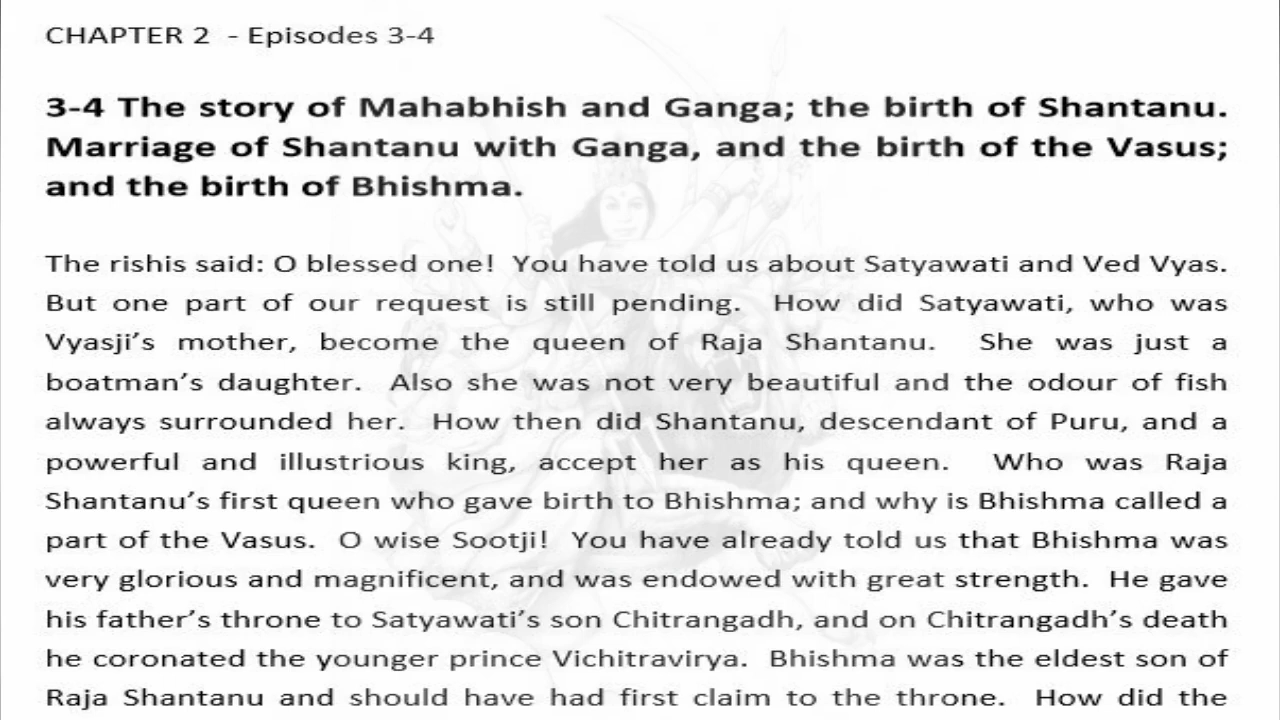 CHAPTER 2 - Episodes 3-4
3-4 The story of Mahabhish and Ganga; the birth of Shantanu.
Marriage of Shantanu with Ganga, and the birth of the Vasus;
and the birth of Bhishma.
The rishis said: O blessed one! You have told us about Satyawati and Ved Vyas.
But one part of our request is still pending. How did Satyawati, who was
Vyasji’s mother, become the queen of Raja Shantanu. She was just a
boatman’s daughter. Also she was not very beautiful and the odour of fish
always surrounded her. How then did Shantanu, descendant of Puru, and a
powerful and illustrious king, accept her as his queen. Who was Raja
Shantanu’s first queen who gave birth to Bhishma; and why is Bhishma called a
part of the Vasus. O wise Sootji! You have already told us that Bhishma was
very glorious and magnificent, and was endowed with great strength. He gave
his father’s throne to Satyawati’s son Chitrangadh, and on Chitrangadh’s death
he coronated the younger prince Vichitravirya. Bhishma was the eldest son of
Raja Shantanu and should have had first claim to the throne. How did the